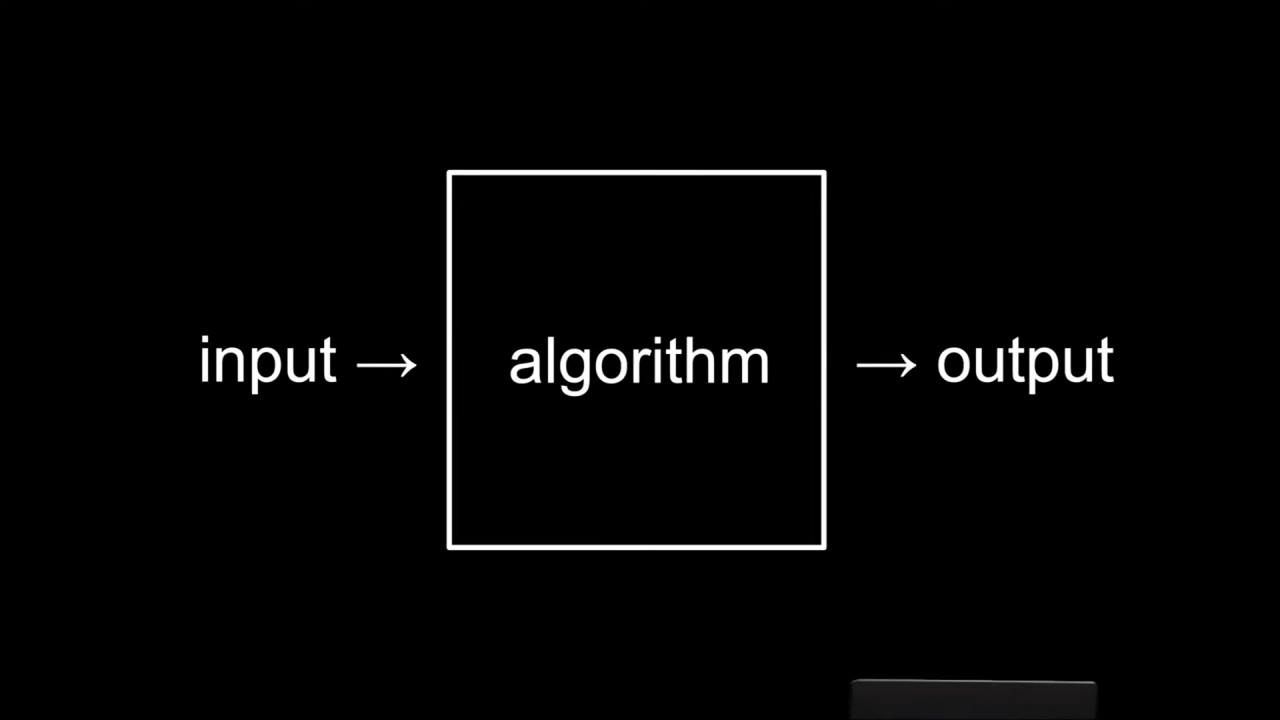 input → algorithm → output